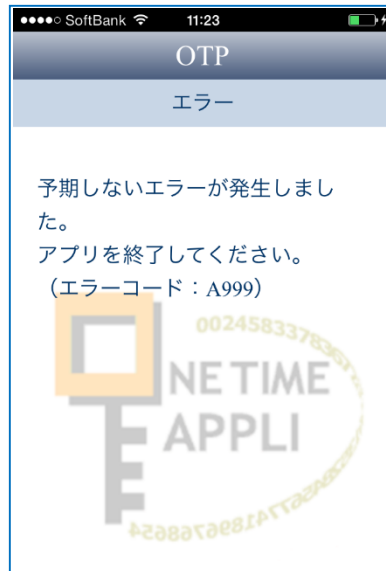 SoftBank 11:23
OTP
エラー
予期しないエラーが発生しまし
た。
アプリを終了してください。
（エラーコード：A999）
NE TIME
APPLI